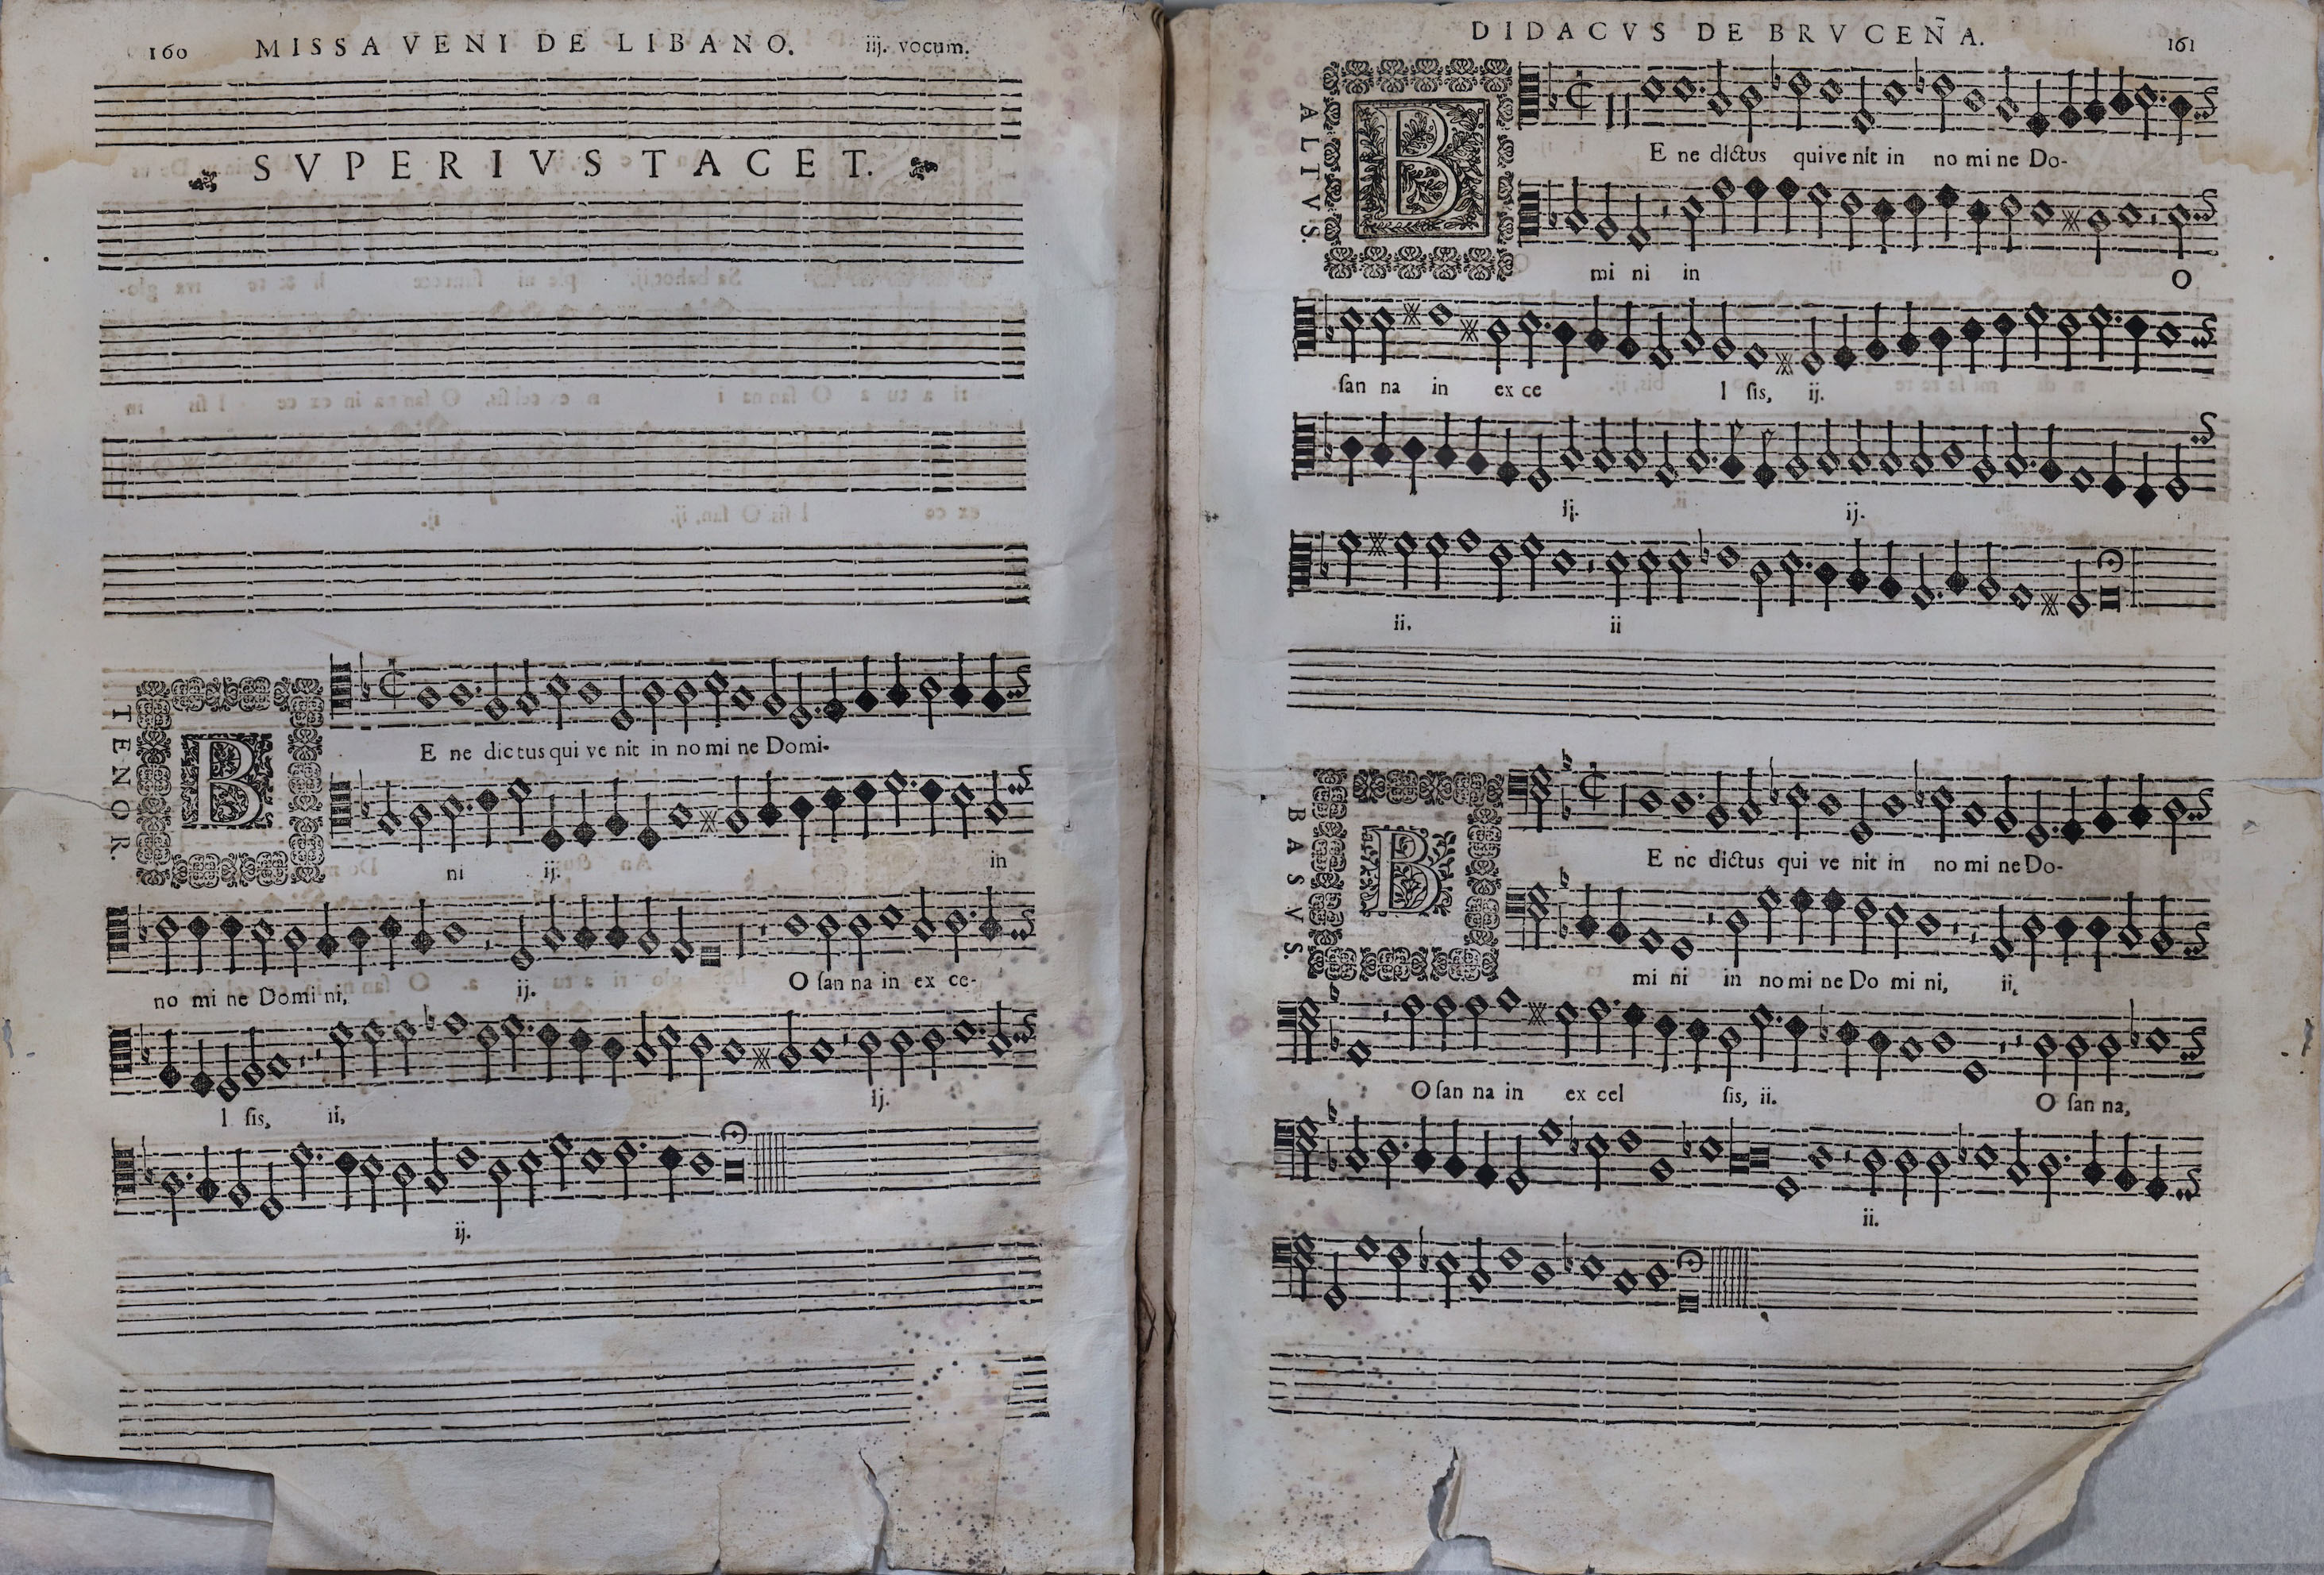 160 MISSA VENI DE LIBANO. iij. vocum.
SVPERIVS TACET.
TENOR.
B
E ne dictus qui ve nit in no mi ne Domi-
ni ij. in
no mi ne Domi ni, ij. O ſan na in ex ce-
l ſis, ii, ij.
ij.
DIDACVS DE BRVCEÑA. 161
ALTVS.
B
E ne dictus qui ve nit in no mi ne Do-
mi ni in O
ſan na in ex ce l ſis, ij.
ij. ij.
ii. ii
BASVS.
B
E ne dictus qui ve nit in no mi ne Do-
mi ni in no mi ne Do mi ni, ii,
O ſan na in ex cel ſis, ii. O ſan na,
ii.